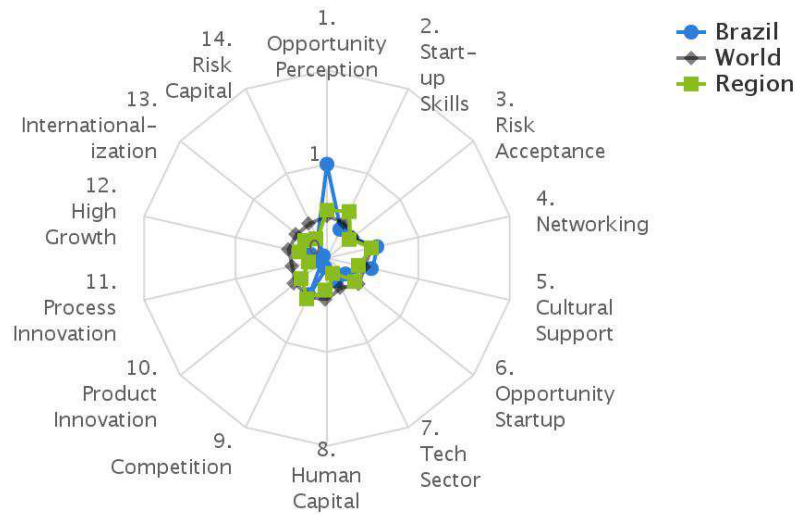 1.
Opportunity
Perception
2.
Start-
up
Skills
3.
Risk
Acceptance
4.
Networking
5.
Cultural
Support
6.
Opportunity
Startup
7.
Tech
Sector
8.
Human
Capital
9.
Competition
10.
Product
Innovation
11.
Process
Innovation
12.
High
Growth
13.
International-
ization
14.
Risk
Capital
1
0
Brazil
World
Region